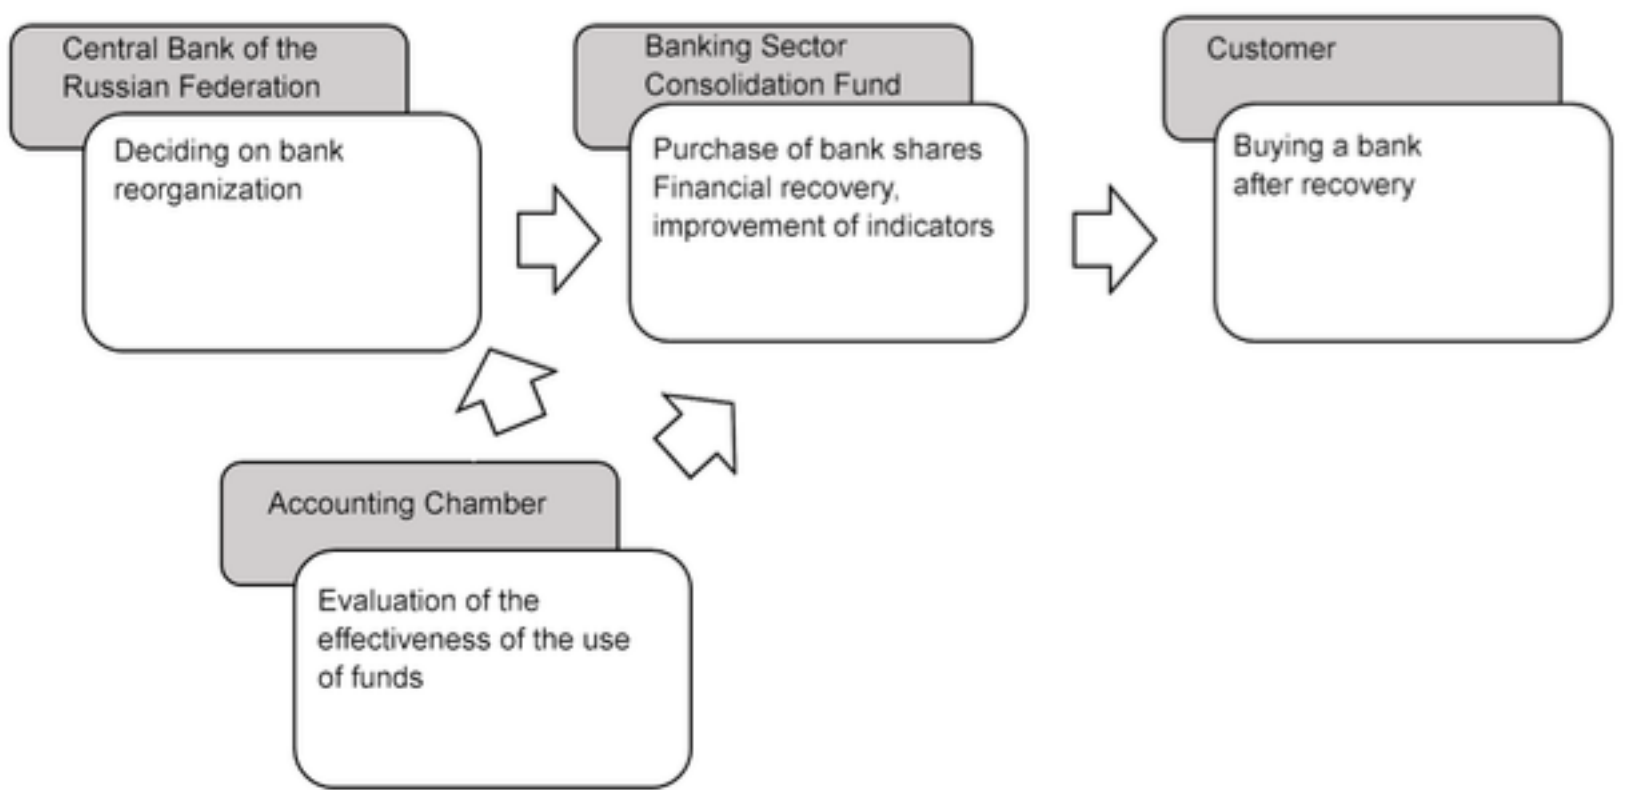 Central Bank of the
Russian Federation
Deciding on bank
reorganization
Banking Sector
Consolidation Fund
Purchase of bank shares
Financial recovery,
improvement of indicators
Customer
Buying a bank
after recovery
Accounting Chamber
Evaluation of the
effectiveness of the use
of funds